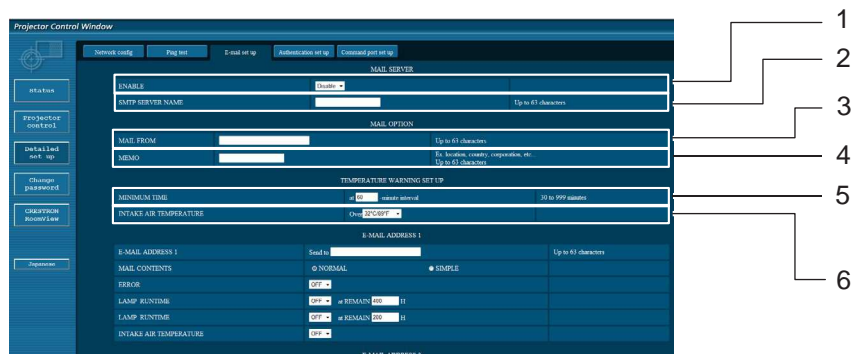 Projector Control Window
Network config Ping test E-mail set up Authentication set up Command port set up
MAIL SERVER
ENABLE Disable
SMTP SERVER NAME Up to 63 characters
MAIL OPTION
MAIL FROM Up to 63 characters
MEMO Ex. location, country, corporation, etc...
Up to 63 characters
TEMPERATURE WARNING SET UP
MINIMUM TIME at 60 minute interval 30 to 999 minutes
INTAKE AIR TEMPERATURE Over 32°C/89°F
E-MAIL ADDRESS 1
E-MAIL ADDRESS 1 Send to Up to 63 characters
MAIL CONTENTS NORMAL SIMPLE
ERROR OFF
LAMP RUNTIME OFF at REMAIN 400 H
LAMP RUNTIME OFF at REMAIN 200 H
INTAKE AIR TEMPERATURE OFF
Status
Projector
control
Detailed
set up
Change
password
CRESTRON
RoomView
Japanese
1
2
3
4
5
6